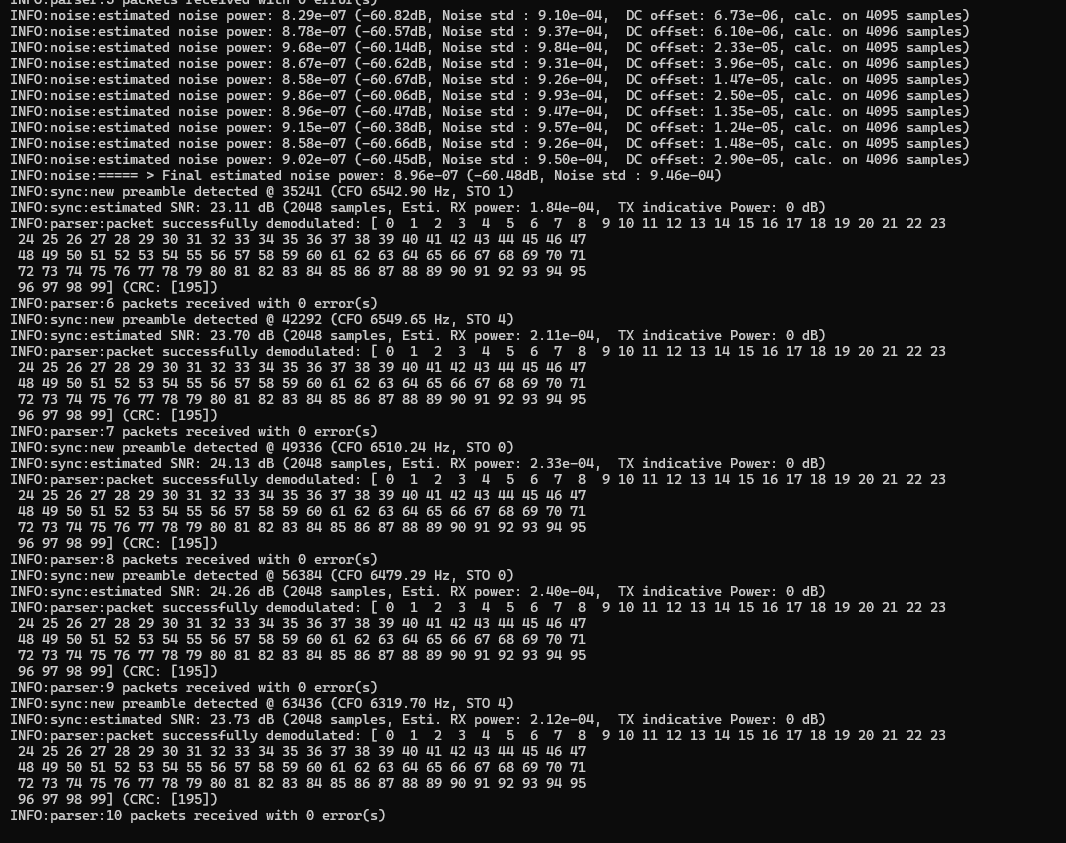 INFO:parser:5 packets received with 0 error(s)
INFO:noise:estimated noise power: 8.29e-07 (-60.82dB, Noise std : 9.10e-04,  DC offset: 6.73e-06, calc. on 4095 samples)
INFO:noise:estimated noise power: 8.78e-07 (-60.57dB, Noise std : 9.37e-04,  DC offset: 6.10e-06, calc. on 4096 samples)
INFO:noise:estimated noise power: 9.68e-07 (-60.14dB, Noise std : 9.84e-04,  DC offset: 2.33e-05, calc. on 4095 samples)
INFO:noise:estimated noise power: 8.67e-07 (-60.62dB, Noise std : 9.31e-04,  DC offset: 3.96e-05, calc. on 4096 samples)
INFO:noise:estimated noise power: 8.58e-07 (-60.67dB, Noise std : 9.26e-04,  DC offset: 1.47e-05, calc. on 4095 samples)
INFO:noise:estimated noise power: 9.86e-07 (-60.06dB, Noise std : 9.93e-04,  DC offset: 2.50e-05, calc. on 4096 samples)
INFO:noise:estimated noise power: 8.96e-07 (-60.47dB, Noise std : 9.47e-04,  DC offset: 1.35e-05, calc. on 4095 samples)
INFO:noise:estimated noise power: 9.15e-07 (-60.38dB, Noise std : 9.57e-04,  DC offset: 1.24e-05, calc. on 4096 samples)
INFO:noise:estimated noise power: 8.58e-07 (-60.66dB, Noise std : 9.26e-04,  DC offset: 1.48e-05, calc. on 4095 samples)
INFO:noise:estimated noise power: 9.02e-07 (-60.45dB, Noise std : 9.50e-04,  DC offset: 2.90e-05, calc. on 4096 samples)
INFO:noise:===== > Final estimated noise power: 8.96e-07 (-60.48dB, Noise std : 9.46e-04)
INFO:sync:new preamble detected @ 35241 (CFO 6542.90 Hz, STO 1)
INFO:sync:estimated SNR: 23.11 dB (2048 samples, Esti. RX power: 1.84e-04,  TX indicative Power: 0 dB)
INFO:parser:packet successfully demodulated: [ 0  1  2  3  4  5  6  7  8  9 10 11 12 13 14 15 16 17 18 19 20 21 22 23
 24 25 26 27 28 29 30 31 32 33 34 35 36 37 38 39 40 41 42 43 44 45 46 47
 48 49 50 51 52 53 54 55 56 57 58 59 60 61 62 63 64 65 66 67 68 69 70 71
 72 73 74 75 76 77 78 79 80 81 82 83 84 85 86 87 88 89 90 91 92 93 94 95
 96 97 98 99] (CRC: [195])
INFO:parser:6 packets received with 0 error(s)
INFO:sync:new preamble detected @ 42292 (CFO 6549.65 Hz, STO 4)
INFO:sync:estimated SNR: 23.70 dB (2048 samples, Esti. RX power: 2.11e-04,  TX indicative Power: 0 dB)
INFO:parser:packet successfully demodulated: [ 0  1  2  3  4  5  6  7  8  9 10 11 12 13 14 15 16 17 18 19 20 21 22 23
 24 25 26 27 28 29 30 31 32 33 34 35 36 37 38 39 40 41 42 43 44 45 46 47
 48 49 50 51 52 53 54 55 56 57 58 59 60 61 62 63 64 65 66 67 68 69 70 71
 72 73 74 75 76 77 78 79 80 81 82 83 84 85 86 87 88 89 90 91 92 93 94 95
 96 97 98 99] (CRC: [195])
INFO:parser:7 packets received with 0 error(s)
INFO:sync:new preamble detected @ 49336 (CFO 6510.24 Hz, STO 0)
INFO:sync:estimated SNR: 24.13 dB (2048 samples, Esti. RX power: 2.33e-04,  TX indicative Power: 0 dB)
INFO:parser:packet successfully demodulated: [ 0  1  2  3  4  5  6  7  8  9 10 11 12 13 14 15 16 17 18 19 20 21 22 23
 24 25 26 27 28 29 30 31 32 33 34 35 36 37 38 39 40 41 42 43 44 45 46 47
 48 49 50 51 52 53 54 55 56 57 58 59 60 61 62 63 64 65 66 67 68 69 70 71
 72 73 74 75 76 77 78 79 80 81 82 83 84 85 86 87 88 89 90 91 92 93 94 95
 96 97 98 99] (CRC: [195])
INFO:parser:8 packets received with 0 error(s)
INFO:sync:new preamble detected @ 56384 (CFO 6479.29 Hz, STO 0)
INFO:sync:estimated SNR: 24.26 dB (2048 samples, Esti. RX power: 2.40e-04,  TX indicative Power: 0 dB)
INFO:parser:packet successfully demodulated: [ 0  1  2  3  4  5  6  7  8  9 10 11 12 13 14 15 16 17 18 19 20 21 22 23
 24 25 26 27 28 29 30 31 32 33 34 35 36 37 38 39 40 41 42 43 44 45 46 47
 48 49 50 51 52 53 54 55 56 57 58 59 60 61 62 63 64 65 66 67 68 69 70 71
 72 73 74 75 76 77 78 79 80 81 82 83 84 85 86 87 88 89 90 91 92 93 94 95
 96 97 98 99] (CRC: [195])
INFO:parser:9 packets received with 0 error(s)
INFO:sync:new preamble detected @ 63436 (CFO 6319.70 Hz, STO 4)
INFO:sync:estimated SNR: 23.73 dB (2048 samples, Esti. RX power: 2.12e-04,  TX indicative Power: 0 dB)
INFO:parser:packet successfully demodulated: [ 0  1  2  3  4  5  6  7  8  9 10 11 12 13 14 15 16 17 18 19 20 21 22 23
 24 25 26 27 28 29 30 31 32 33 34 35 36 37 38 39 40 41 42 43 44 45 46 47
 48 49 50 51 52 53 54 55 56 57 58 59 60 61 62 63 64 65 66 67 68 69 70 71
 72 73 74 75 76 77 78 79 80 81 82 83 84 85 86 87 88 89 90 91 92 93 94 95
 96 97 98 99] (CRC: [195])
INFO:parser:10 packets received with 0 error(s)